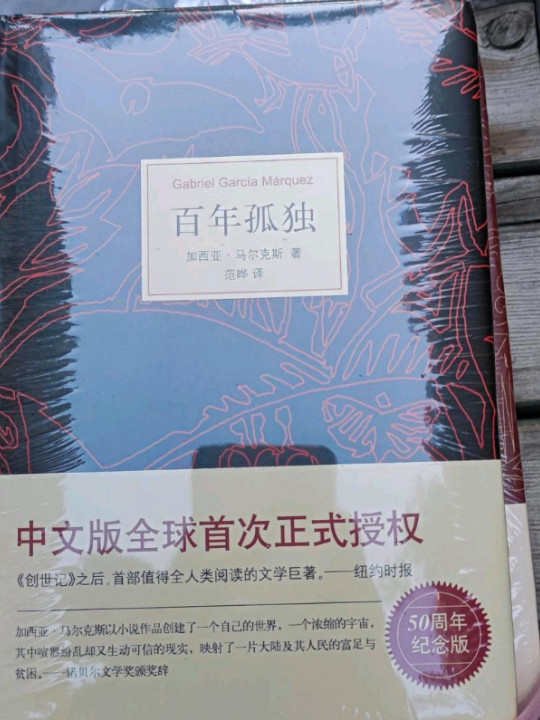 Gabriel García Márquez
百年孤独
加西亚·马尔克斯 著
范晔 译
中文版全球首次正式授权
《创世记》之后，首部值得全人类阅读的文学巨著。——纽约时报
加西亚·马尔克斯以小说作品创建了一个自己的世界，一个浓缩的宇宙，
其中喧嚣纷乱却又生动可信的现实，映射了一片大陆及其人民的富足与
贫困。——诺贝尔文学奖颁奖辞
50周年
纪念版